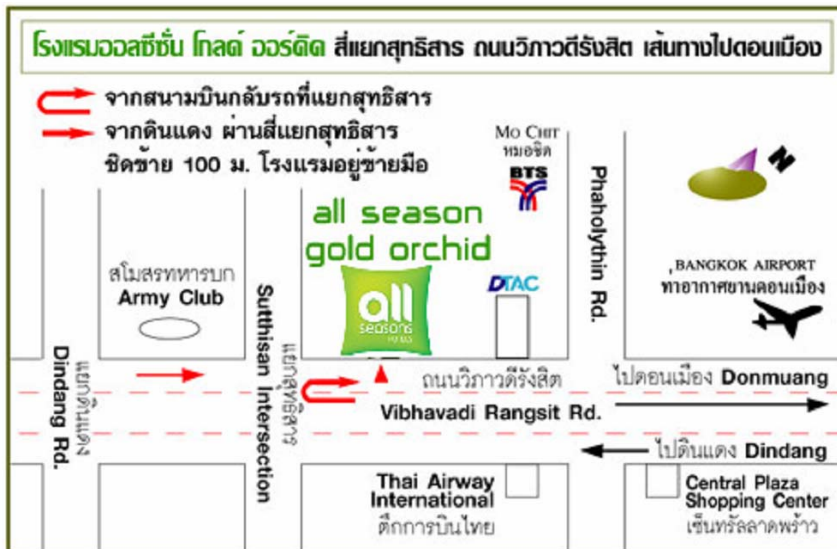 โรงแรมออลซีซั่น โกลด์ ออร์คิด สี่แยกสุทธิสาร ถนนวิภาวดีรังสิต เส้นทางไปดอนเมือง
จากสนามบินกลับรถที่แยกสุทธิสาร
จากดินแดง ผ่านสี่แยกสุทธิสาร
ชิดซ้าย 100 ม. โรงแรมอยู่ซ้ายมือ
MO CHIT
หมอชิต
BTS
Phaholythin Rd.
N
all season
gold orchid
สโมสรทหารบก
Army Club
all
seasons
DTAC
,BANGKOK AIRPORT
ทาอากาศยานดอนเมือง
Dindang Rd.
แยกดินแดง
Sutthisan Intersection
แยกสุทธิสาร
ถนนวิภาวดีรังสิต
Vibhavadi Rangsit Rd.
ไปดอนเมือง Donmuang
ไปดินแดง Dindang
Thai Airway
International
ตึกการบินไทย
Central Plaza
Shopping Center
เซ็นทรัลลาดพร้าว